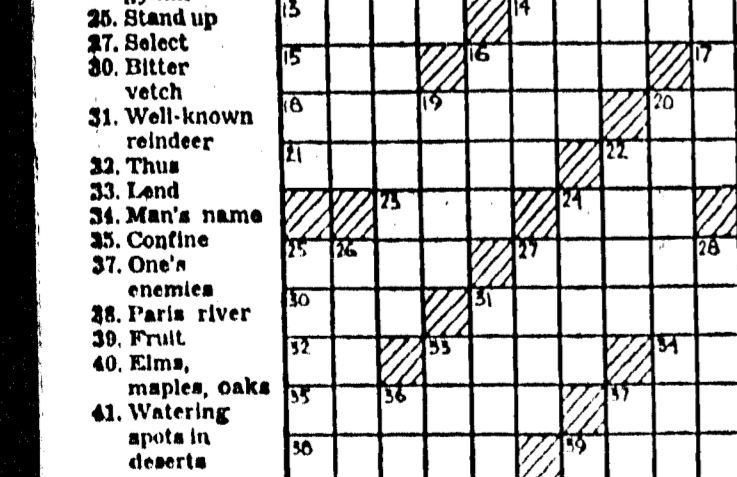 25. Stand up
27. Select
30. Bitter
vetch
31. Well-known
reindeer
32. Thus
33. Lend
34. Man's name
35. Confine
37. One's
enemies
38. Paris river
39. Fruit
40. Elms,
maples, oaks
41. Watering
spots in
deserts
13 14
15 16 17
18 19 20
21 22
23 24
25 26 27 28
30 31
32 33 34
35 36 37
38 39